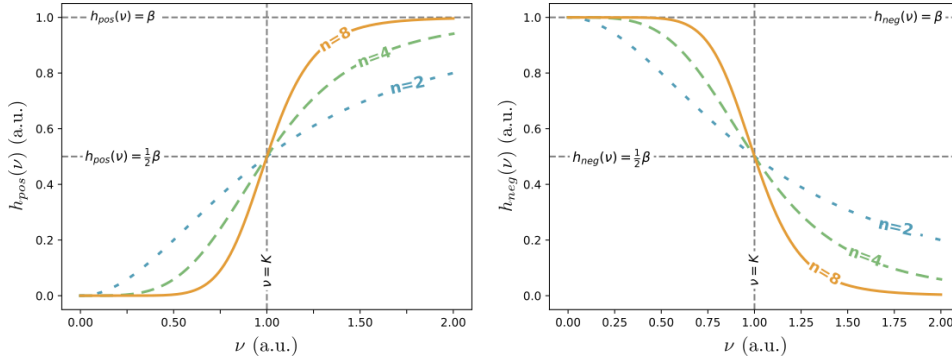 h_pos(ν) = β
n=8
n=4
n=2
h_pos(ν) = ½β
ν = K
1.0
0.8
0.6
0.4
0.2
0.0
h_pos(ν) (a.u.)
0.00 0.50 1.00 1.50 2.00
ν (a.u.)
h_neg(ν) = β
h_neg(ν) = ½β
n=2
n=4
n=8
ν = K
1.0
0.8
0.6
0.4
0.2
0.0
h_neg(ν) (a.u.)
0.00 0.25 0.50 0.75 1.00 1.25 1.50 1.75 2.00
ν (a.u.)